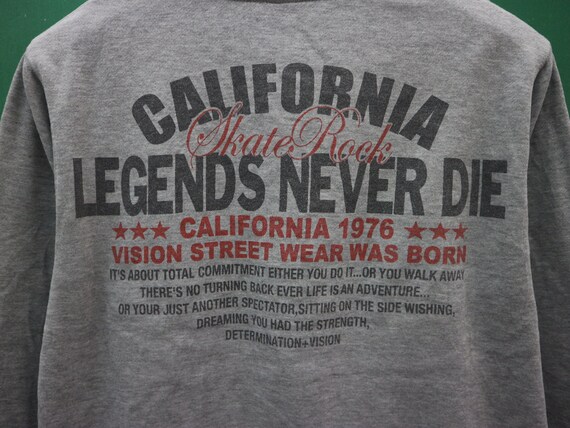 CALIFORNIA
Skate Rock
LEGENDS NEVER DIE
★★★ CALIFORNIA 1976 ★★★
VISION STREET WEAR WAS BORN
IT'S ABOUT TOTAL COMMITMENT EITHER YOU DO IT...OR YOU WALK AWAY
THERE'S NO TURNING BACK EVER LIFE IS AN ADVENTURE...
OR YOUR JUST ANOTHER SPECTATOR,SITTING ON THE SIDE WISHING,
DREAMING YOU HAD THE STRENGTH,
DETERMINATION+VISION